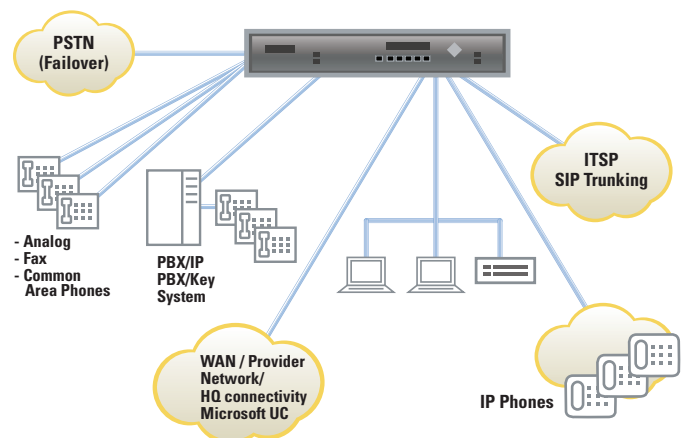 PSTN
(Failover)
ITSP
SIP Trunking
- Analog
- Fax
- Common
Area Phones
PBX/IP
PBX/Key
System
WAN / Provider
Network/
HQ connectivity
Microsoft UC
IP Phones